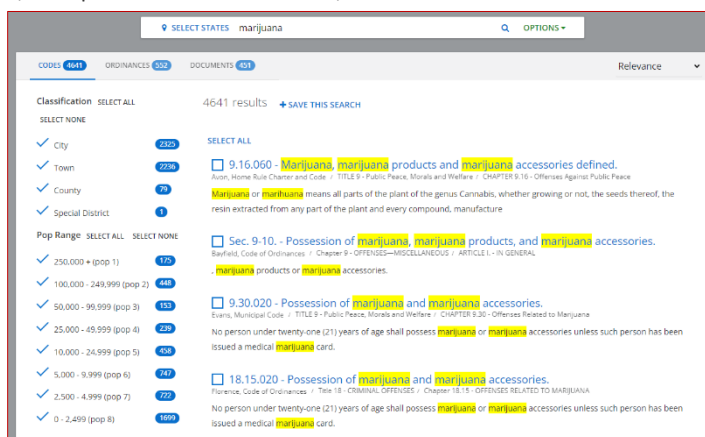 SELECT STATES marijuana OPTIONS
CODES 4641 ORDINANCES 552 DOCUMENTS 451 Relevance
Classification SELECT ALL
SELECT NONE
City 2325
Town 2236
County 79
Special District 1
Pop Range SELECT ALL SELECT NONE
250,000 + (pop 1) 175
100,000 - 249,999 (pop 2) 448
50,000 - 99,999 (pop 3) 153
25,000 - 49,999 (pop 4) 239
10,000 - 24,999 (pop 5) 458
5,000 - 9,999 (pop 6) 747
2,500 - 4,999 (pop 7) 722
0 - 2,499 (pop 8) 1699
4641 results + SAVE THIS SEARCH
SELECT ALL
9.16.060 - Marijuana, marijuana products and marijuana accessories defined.
Avon, Home Rule Charter and Code / TITLE 9 - Public Peace, Morals and Welfare / CHAPTER 9.16 - Offenses Against Public Peace
Marijuana or marihuana means all parts of the plant of the genus Cannabis, whether growing or not, the seeds thereof, the
resin extracted from any part of the plant and every compound, manufacture
Sec. 9-10. - Possession of marijuana, marijuana products, and marijuana accessories.
Bayfield, Code of Ordinances / Chapter 9 - OFFENSES—MISCELLANEOUS / ARTICLE I. - IN GENERAL
, marijuana products or marijuana accessories.
9.30.020 - Possession of marijuana and marijuana accessories.
Evans, Municipal Code / TITLE 9 - Public Peace, Morals and Welfare / CHAPTER 9.30 - Offenses Related to Marijuana
No person under twenty-one (21) years of age shall possess marijuana or marijuana accessories unless such person has been
issued a medical marijuana card.
18.15.020 - Possession of marijuana and marijuana accessories.
Florence, Code of Ordinances / Title 18 - CRIMINAL OFFENSES / Chapter 18.15 - OFFENSES RELATED TO MARIJUANA
No person under twenty-one (21) years of age shall possess marijuana or marijuana accessories unless such person has been
issued a medical marijuana card.